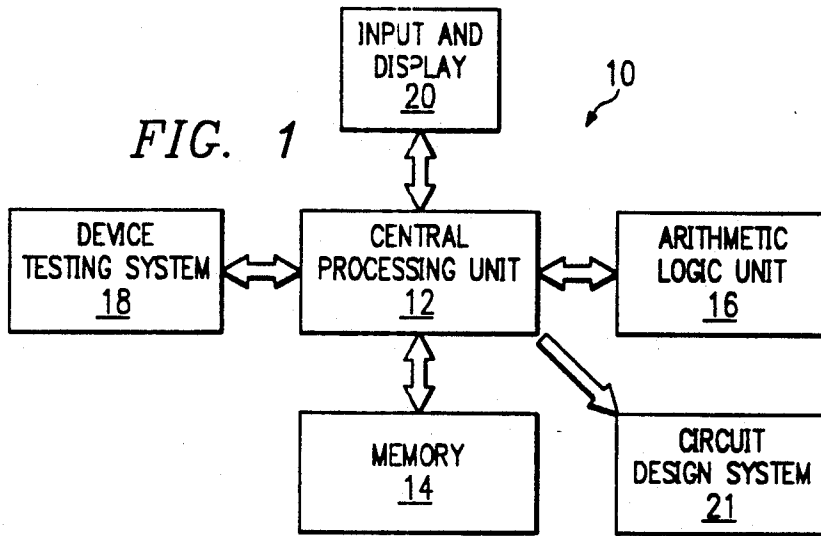 INPUT AND
DISPLAY
20
10
FIG. 1
DEVICE
TESTING SYSTEM
18
CENTRAL
PROCESSING UNIT
12
ARITHMETIC
LOGIC UNIT
16
MEMORY
14
CIRCUIT
DESIGN SYSTEM
21